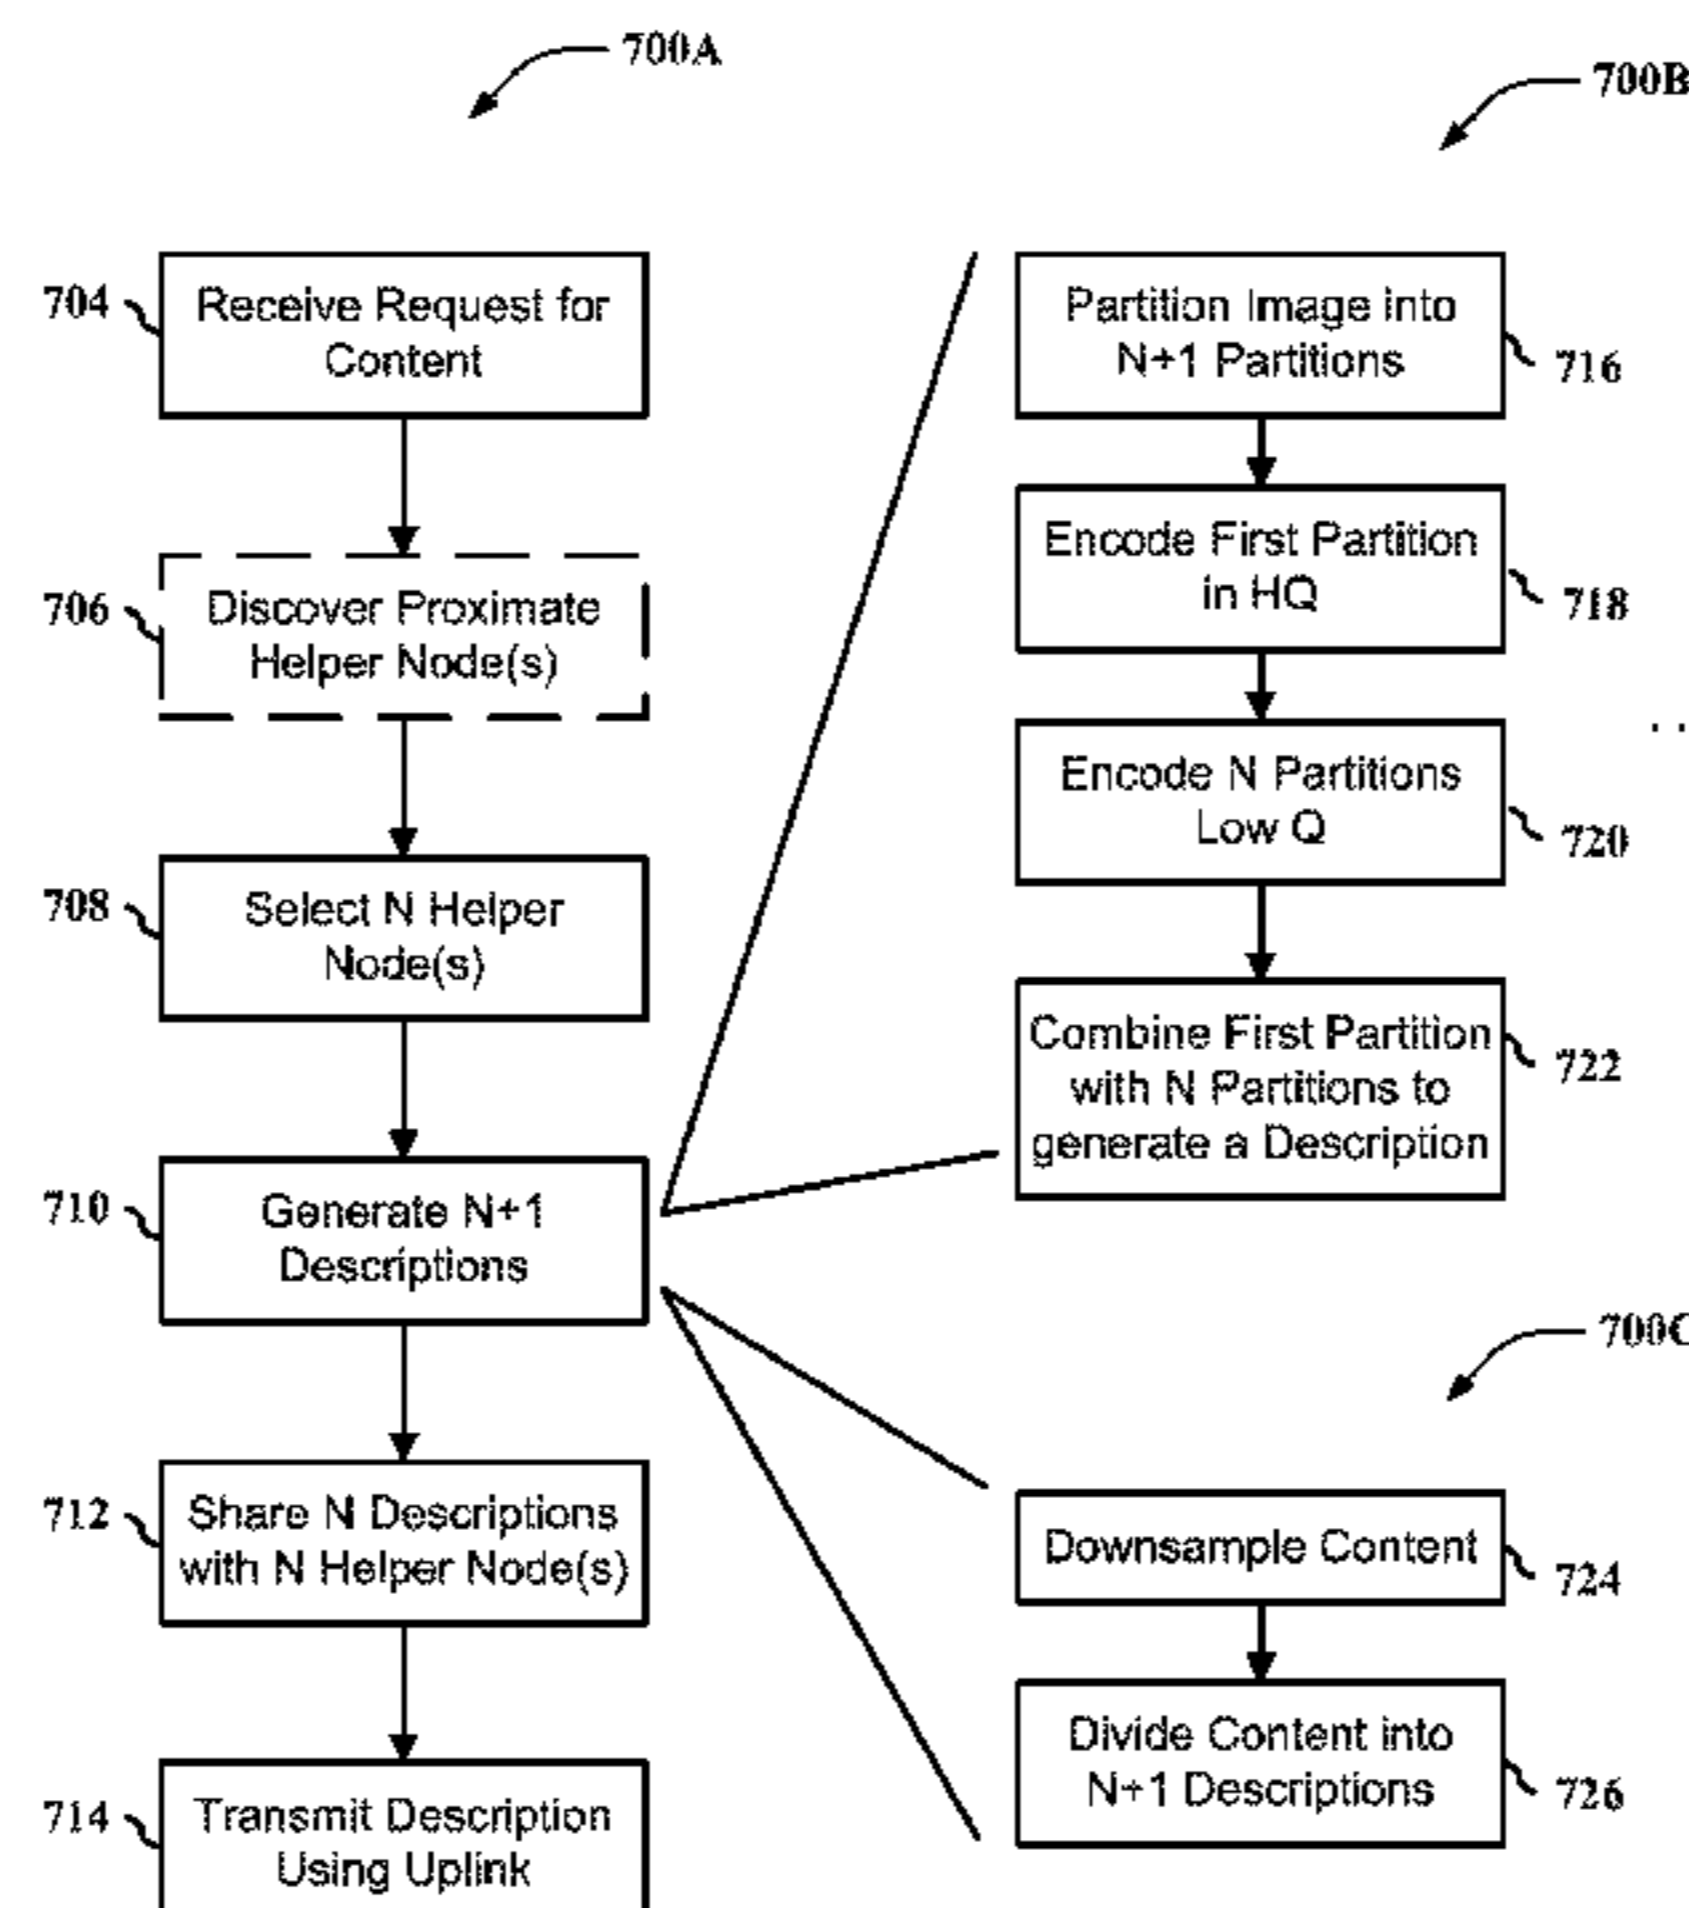 700A
704
Receive Request for
Content
706
Discover Proximate
Helper Node(s)
708
Select N Helper
Node(s)
710
Generate N+1
Descriptions
712
Share N Descriptions
with N Helper Node(s)
714
Transmit Description
Using Uplink
700B
Partition Image into
N+1 Partitions
716
Encode First Partition
in HQ
718
Encode N Partitions
Low Q
720
. .
Combine First Partition
with N Partitions to
generate a Description
722
700C
Downsample Content
724
Divide Content into
N+1 Descriptions
726